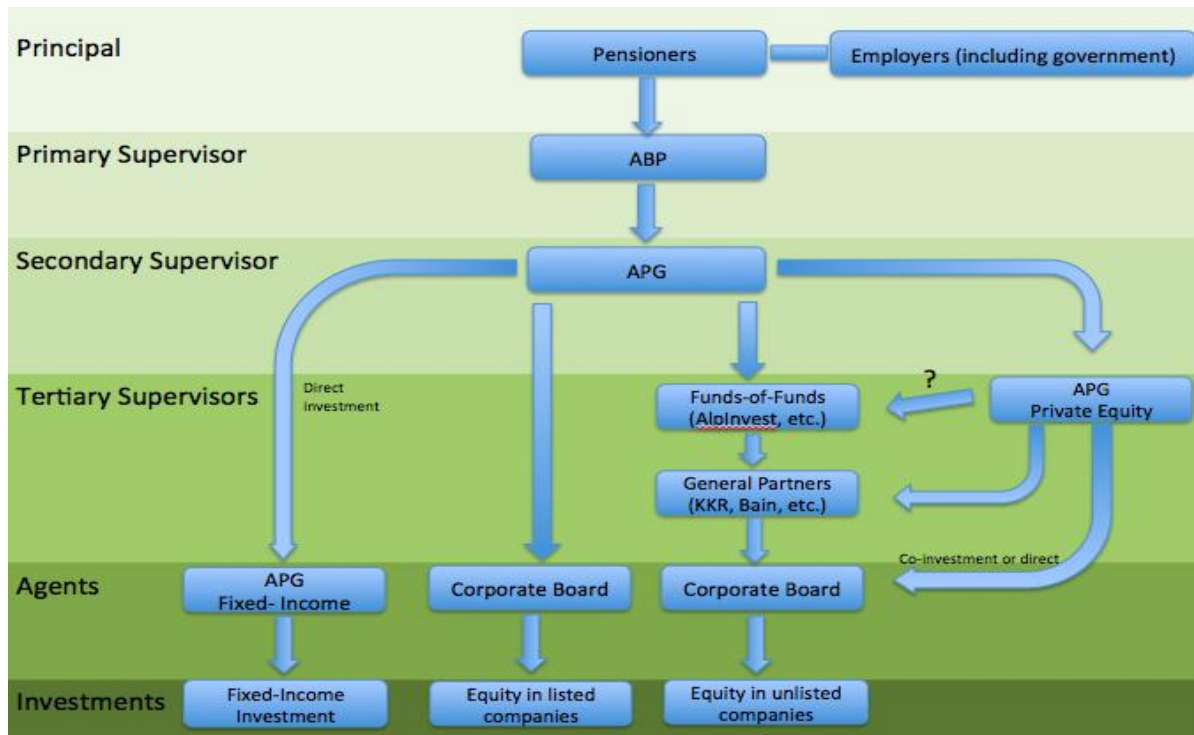 Principal
Pensioners
Employers (including government)
Primary Supervisor
ABP
Secondary Supervisor
APG
Direct
investment
Tertiary Supervisors
?
Funds-of-Funds
(AlpInvest, etc.)
APG
Private Equity
General Partners
(KKR, Bain, etc.)
Co-investment or direct
Agents
APG
Fixed- Income
Corporate Board
Corporate Board
Investments
Fixed-Income
Investment
Equity in listed
companies
Equity in unlisted
companies